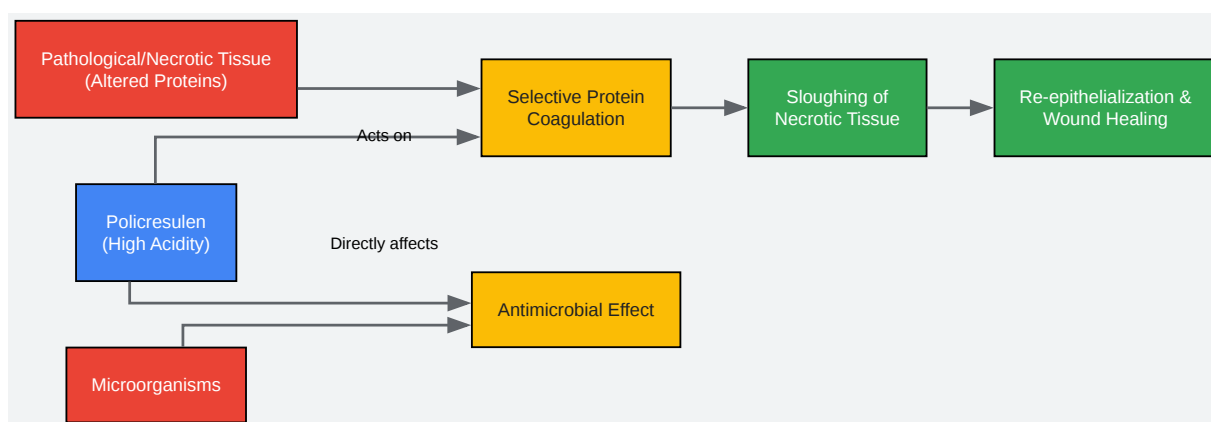 Pathological/Necrotic Tissue
(Altered Proteins)
Selective Protein
Coagulation
Sloughing of
Necrotic Tissue
Re-epithelialization &
Wound Healing
Acts on
Policresulen
(High Acidity)
Directly affects
Antimicrobial Effect
Microorganisms